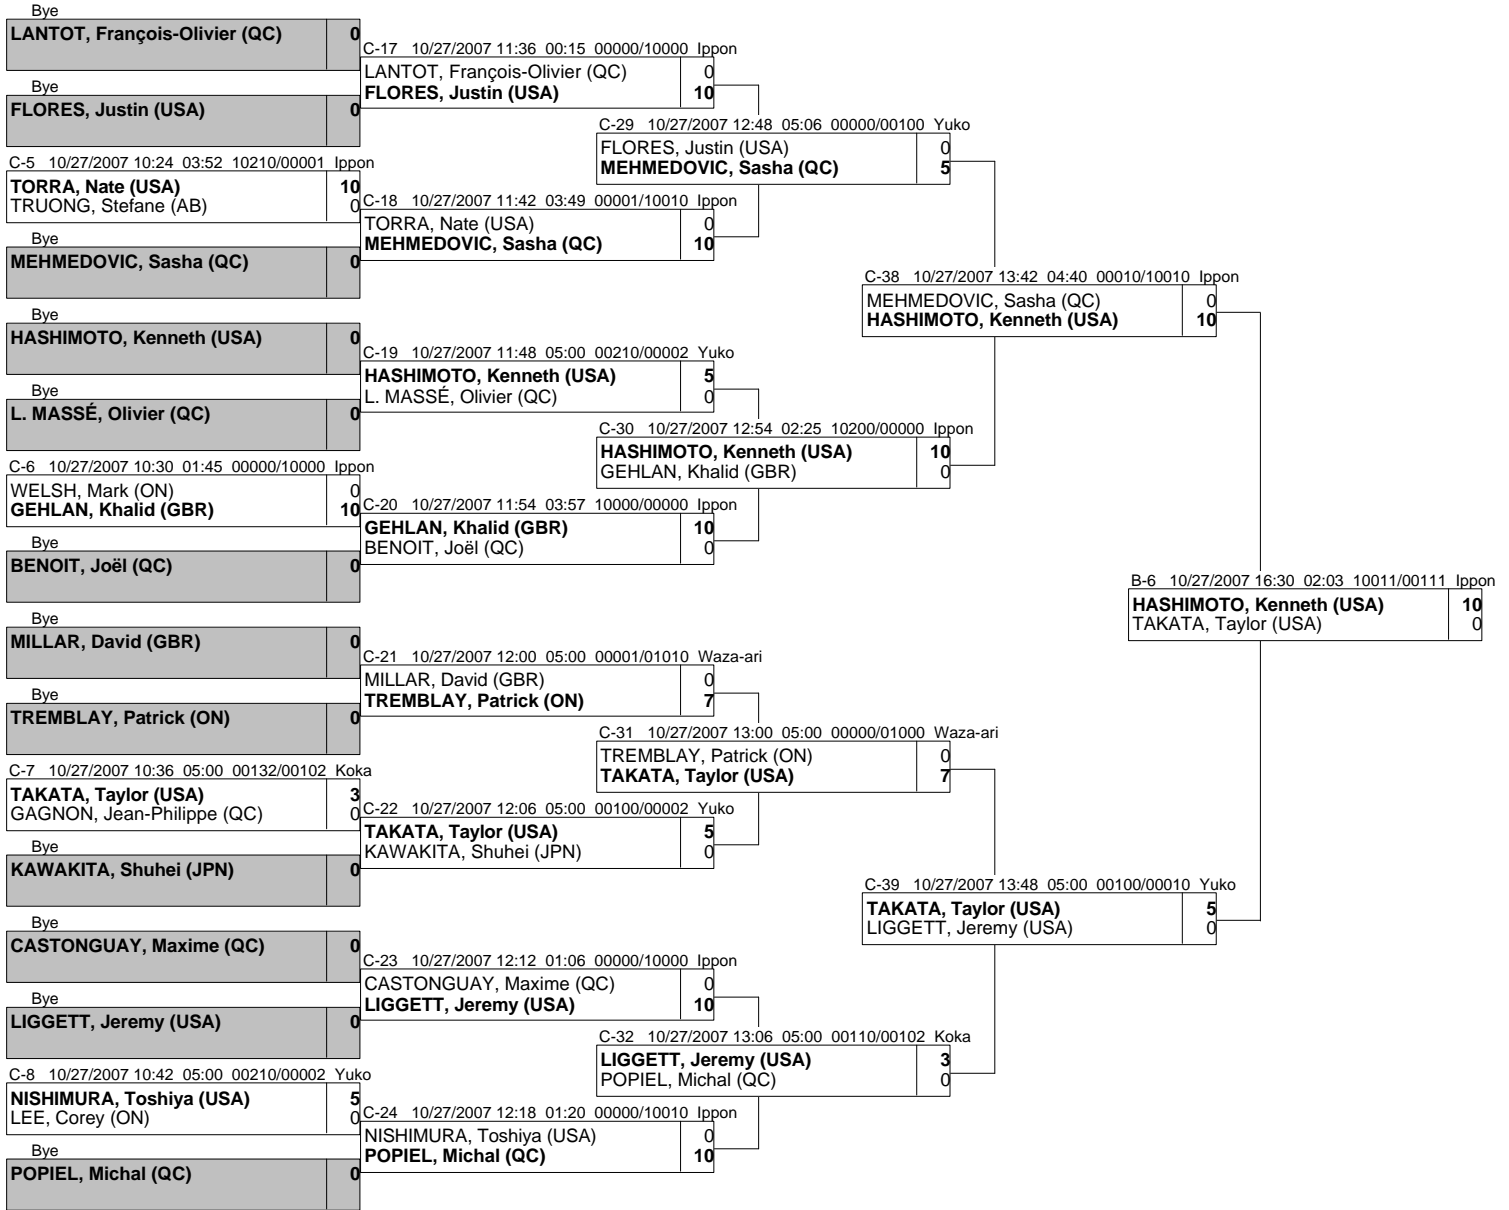 Bye
LANTOT, François-Olivier (QC) 0
Bye
FLORES, Justin (USA) 0
C-5 10/27/2007 10:24 03:52 10210/00001 Ippon
TORRA, Nate (USA) 10
TRUONG, Stefane (AB) 0
Bye
MEHMEDOVIC, Sasha (QC) 0
Bye
HASHIMOTO, Kenneth (USA) 0
Bye
L. MASSÉ, Olivier (QC) 0
C-6 10/27/2007 10:30 01:45 00000/10000 Ippon
WELSH, Mark (ON) 0
GEHLAN, Khalid (GBR) 10
Bye
BENOIT, Joël (QC) 0
Bye
MILLAR, David (GBR) 0
Bye
TREMBLAY, Patrick (ON) 0
C-7 10/27/2007 10:36 05:00 00132/00102 Koka
TAKATA, Taylor (USA) 3
GAGNON, Jean-Philippe (QC) 0
Bye
KAWAKITA, Shuhei (JPN) 0
Bye
CASTONGUAY, Maxime (QC) 0
Bye
LIGGETT, Jeremy (USA) 0
C-8 10/27/2007 10:42 05:00 00210/00002 Yuko
NISHIMURA, Toshiya (USA) 5
LEE, Corey (ON) 0
Bye
POPIEL, Michal (QC) 0
C-17 10/27/2007 11:36 00:15 00000/10000 Ippon
LANTOT, François-Olivier (QC) 0
FLORES, Justin (USA) 10
C-18 10/27/2007 11:42 03:49 00001/10010 Ippon
TORRA, Nate (USA) 0
MEHMEDOVIC, Sasha (QC) 10
C-19 10/27/2007 11:48 05:00 00210/00002 Yuko
HASHIMOTO, Kenneth (USA) 5
L. MASSÉ, Olivier (QC) 0
C-20 10/27/2007 11:54 03:57 10000/00000 Ippon
GEHLAN, Khalid (GBR) 10
BENOIT, Joël (QC) 0
C-21 10/27/2007 12:00 05:00 00001/01010 Waza-ari
MILLAR, David (GBR) 0
TREMBLAY, Patrick (ON) 7
C-22 10/27/2007 12:06 05:00 00100/00002 Yuko
TAKATA, Taylor (USA) 5
KAWAKITA, Shuhei (JPN) 0
C-23 10/27/2007 12:12 01:06 00000/10000 Ippon
CASTONGUAY, Maxime (QC) 0
LIGGETT, Jeremy (USA) 10
C-24 10/27/2007 12:18 01:20 00000/10010 Ippon
NISHIMURA, Toshiya (USA) 0
POPIEL, Michal (QC) 10
C-29 10/27/2007 12:48 05:06 00000/00100 Yuko
FLORES, Justin (USA) 0
MEHMEDOVIC, Sasha (QC) 5
C-30 10/27/2007 12:54 02:25 10200/00000 Ippon
HASHIMOTO, Kenneth (USA) 10
GEHLAN, Khalid (GBR) 0
C-31 10/27/2007 13:00 05:00 00000/01000 Waza-ari
TREMBLAY, Patrick (ON) 0
TAKATA, Taylor (USA) 7
C-32 10/27/2007 13:06 05:00 00110/00102 Koka
LIGGETT, Jeremy (USA) 3
POPIEL, Michal (QC) 0
C-38 10/27/2007 13:42 04:40 00010/10010 Ippon
MEHMEDOVIC, Sasha (QC) 0
HASHIMOTO, Kenneth (USA) 10
C-39 10/27/2007 13:48 05:00 00100/00010 Yuko
TAKATA, Taylor (USA) 5
LIGGETT, Jeremy (USA) 0
B-6 10/27/2007 16:30 02:03 10011/00111 Ippon
HASHIMOTO, Kenneth (USA) 10
TAKATA, Taylor (USA) 0